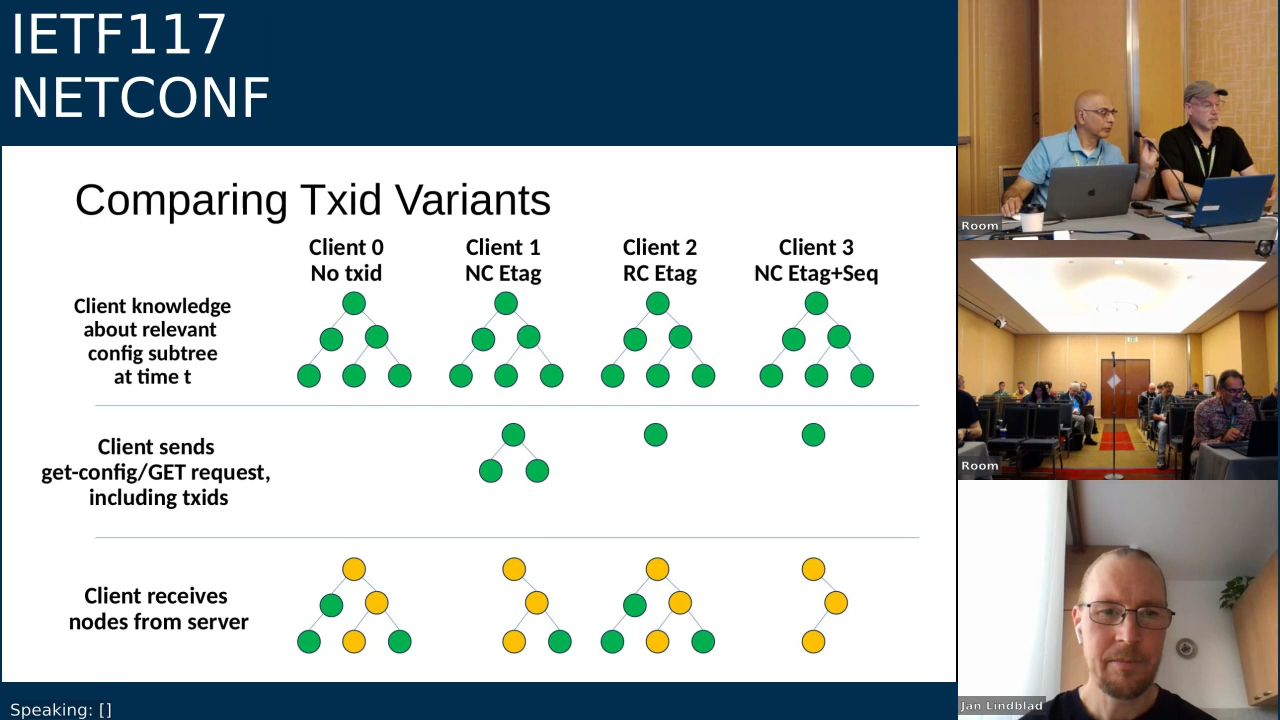 IETF117
NETCONF
Comparing Txid Variants
Client 0
No txid
Client 1
NC Etag
Client 2
RC Etag
Client 3
NC Etag+Seq
Client knowledge
about relevant
config subtree
at time t
Client sends
get-config/GET request,
including txids
Client receives
nodes from server
Speaking: []
Room
Room
Jan Lindblad